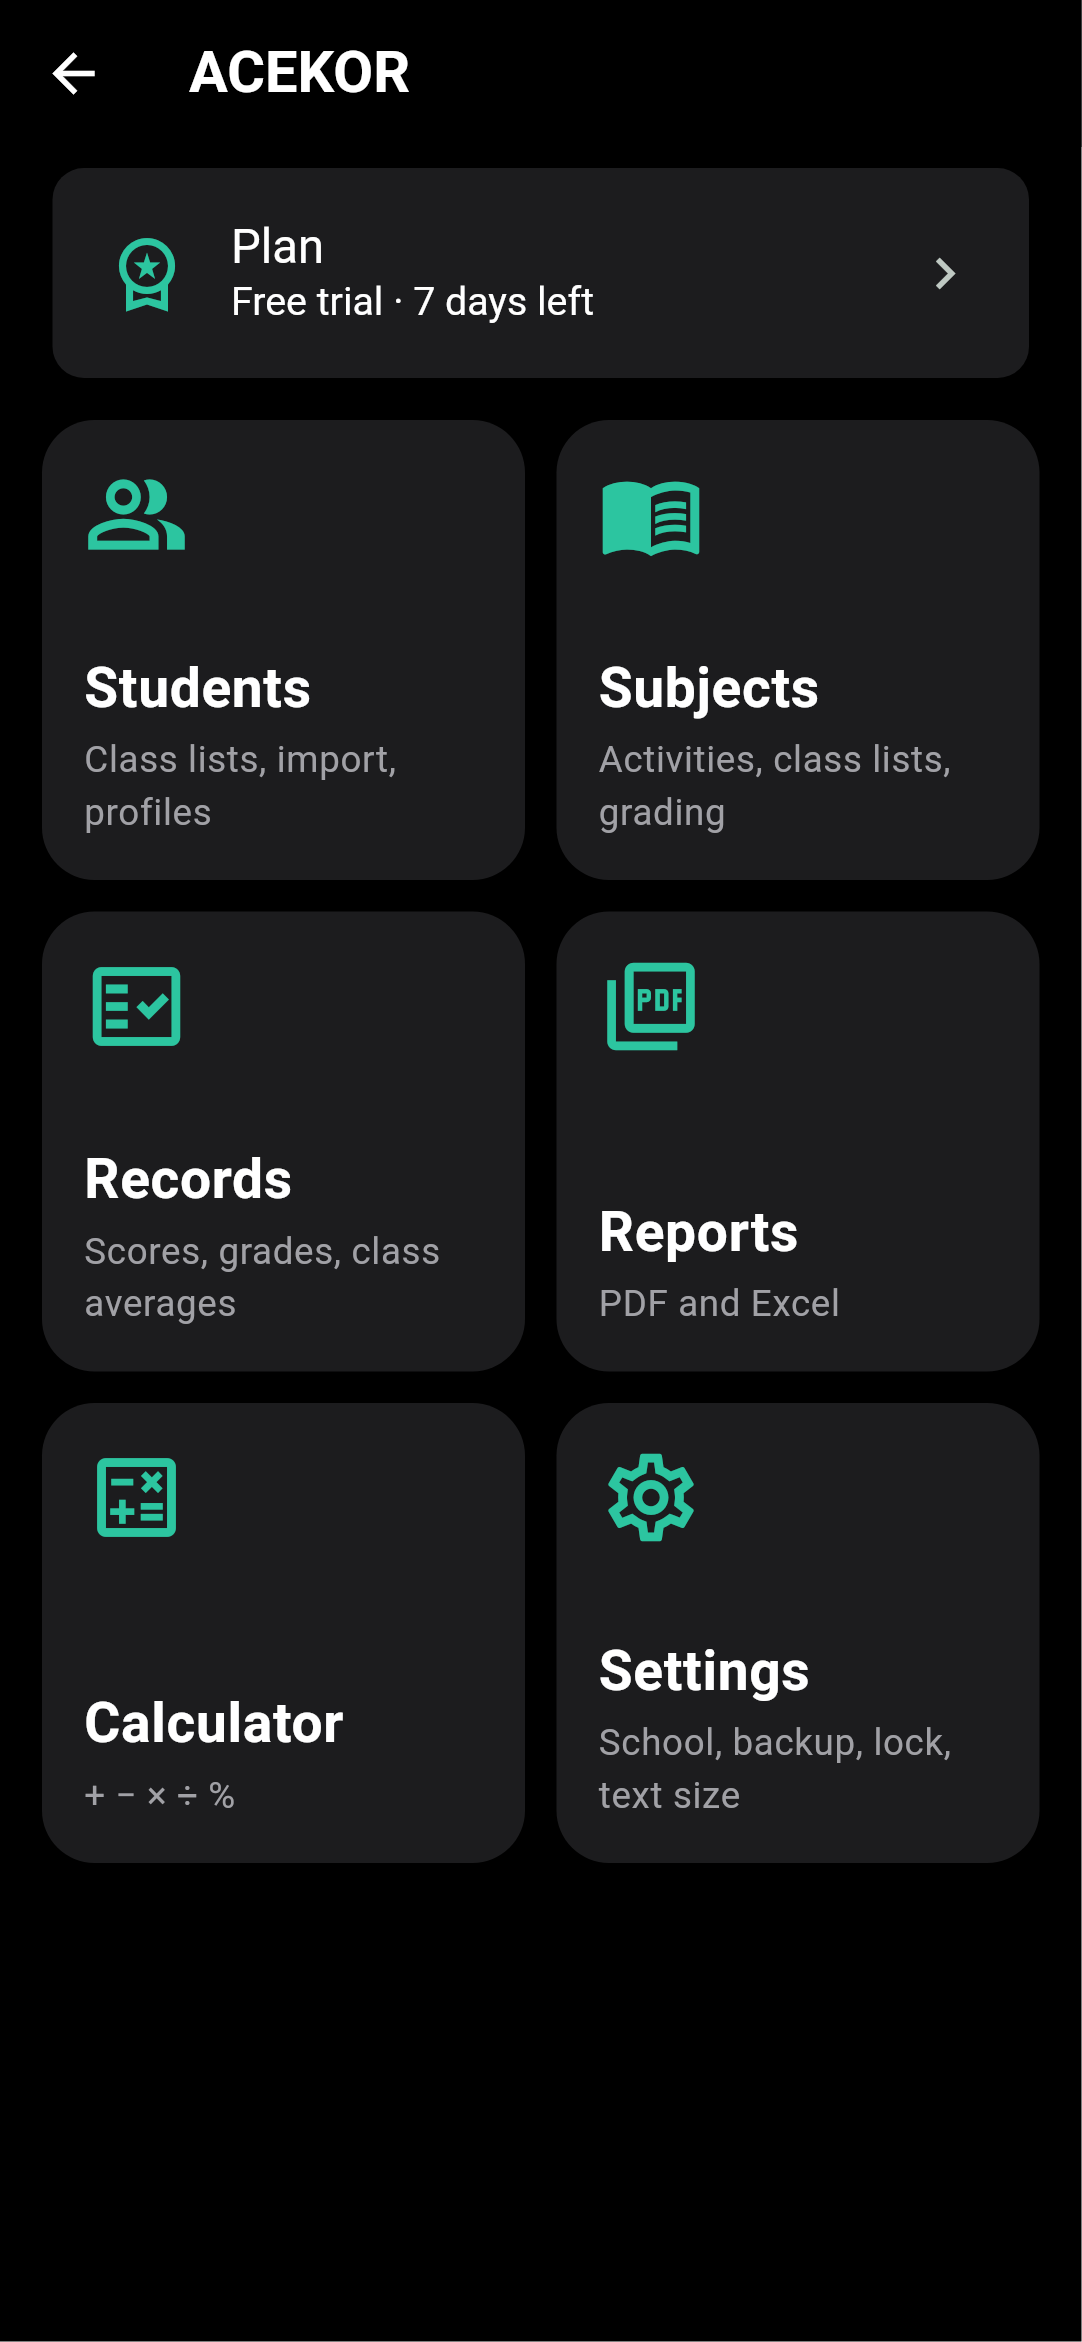 ACEKOR
Plan
Free trial · 7 days left
Students
Class lists, import,
profiles
Subjects
Activities, class lists,
grading
Records
Scores, grades, class
averages
PDF
Reports
PDF and Excel
Calculator
+ − × ÷ %
Settings
School, backup, lock,
text size